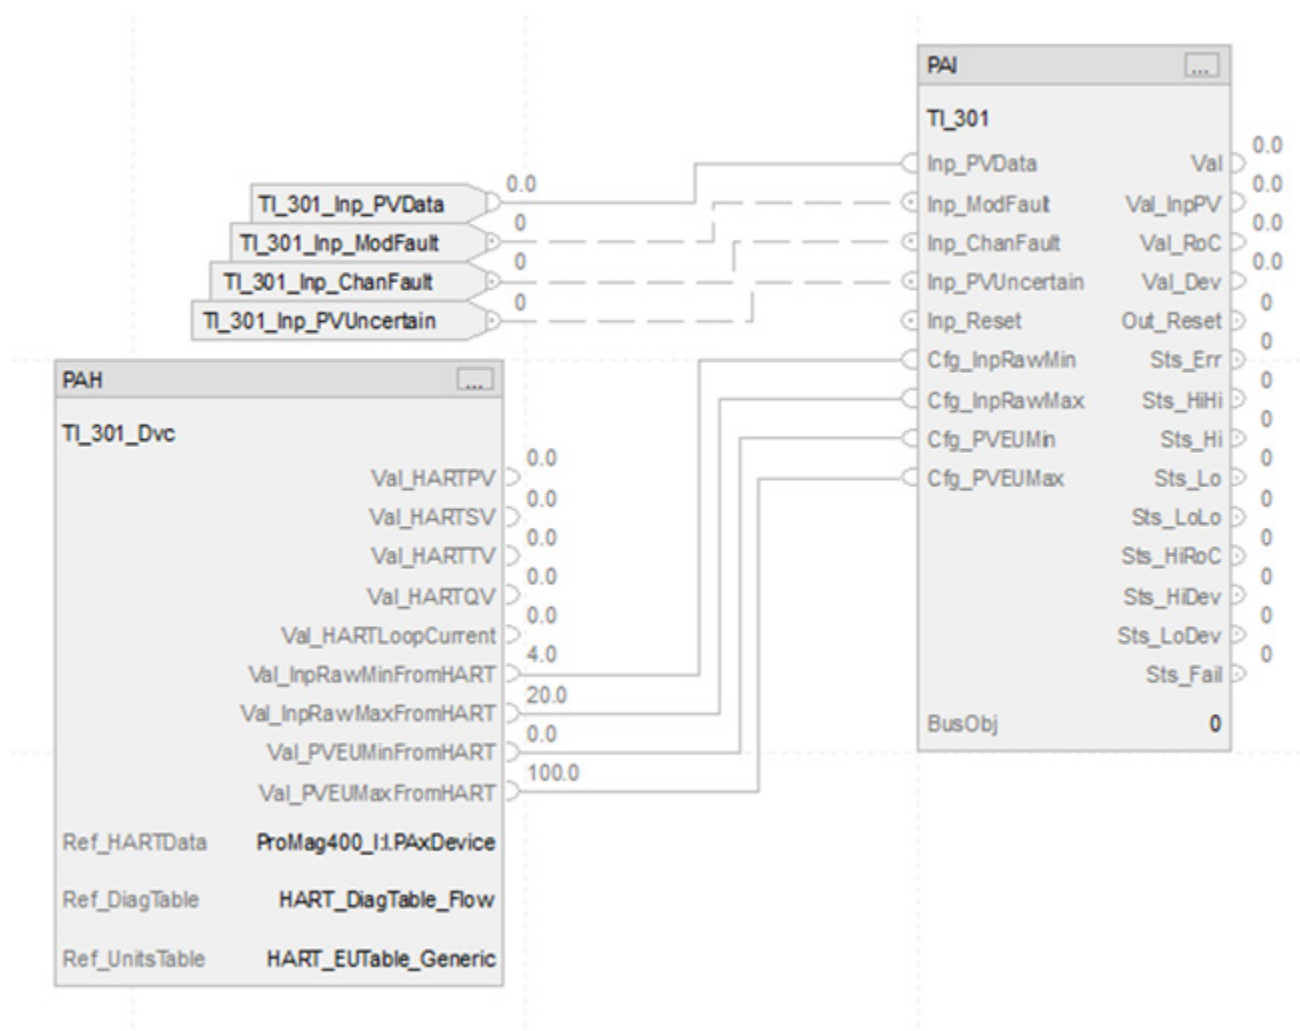 PAI
...
TI_301
Inp_PVData Val 0.0
Inp_ModFault Val_InpPV 0.0
Inp_ChanFault Val_RoC 0.0
Inp_PVUncertain Val_Dev 0.0
Inp_Reset Out_Reset 0
Cfg_InpRawMin Sts_Err 0
Cfg_InpRawMax Sts_HiHi 0
Cfg_PVEUMin Sts_Hi 0
Cfg_PVEUMax Sts_Lo 0
Sts_LoLo 0
Sts_HiRoC 0
Sts_HiDev 0
Sts_LoDev 0
Sts_Fail 0
BusObj 0
TI_301_Inp_PVData 0.0
TI_301_Inp_ModFault 0
TI_301_Inp_ChanFault 0
TI_301_Inp_PVUncertain 0
PAH
...
TI_301_Dvc
Val_HARTPV 0.0
Val_HARTSV 0.0
Val_HARTTV 0.0
Val_HARTQV 0.0
Val_HARTLoopCurrent 0.0
Val_InpRawMinFromHART 4.0
Val_InpRawMaxFromHART 20.0
Val_PVEUMinFromHART 0.0
Val_PVEUMaxFromHART 100.0
Ref_HARTData ProMag400_I:I.PAxDevice
Ref_DiagTable HART_DiagTable_Flow
Ref_UnitsTable HART_EUTable_Generic